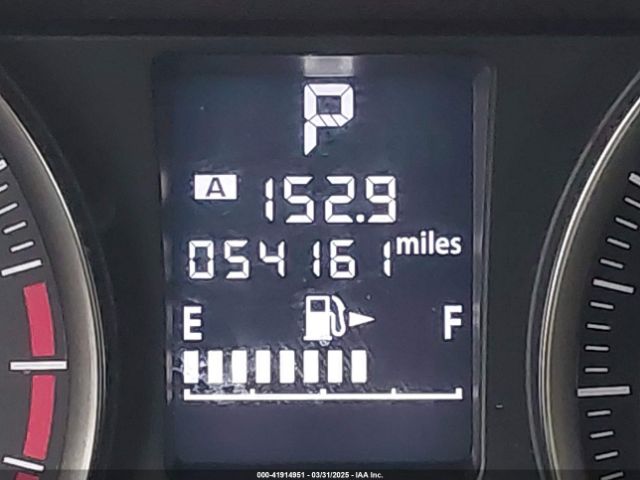 P
A 152.9
054161 miles
E F
000-41914951 - 03/31/2025 - IAA Inc.